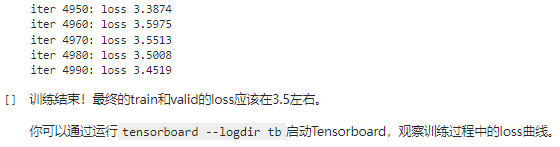 iter 4950: loss 3.3874
iter 4960: loss 3.5975
iter 4970: loss 3.5513
iter 4980: loss 3.5008
iter 4990: loss 3.4519
[] 训练结束！最终的train和valid的loss应该在3.5左右。
你可以通过运行 tensorboard --logdir tb 启动Tensorboard，观察训练过程中的loss曲线。